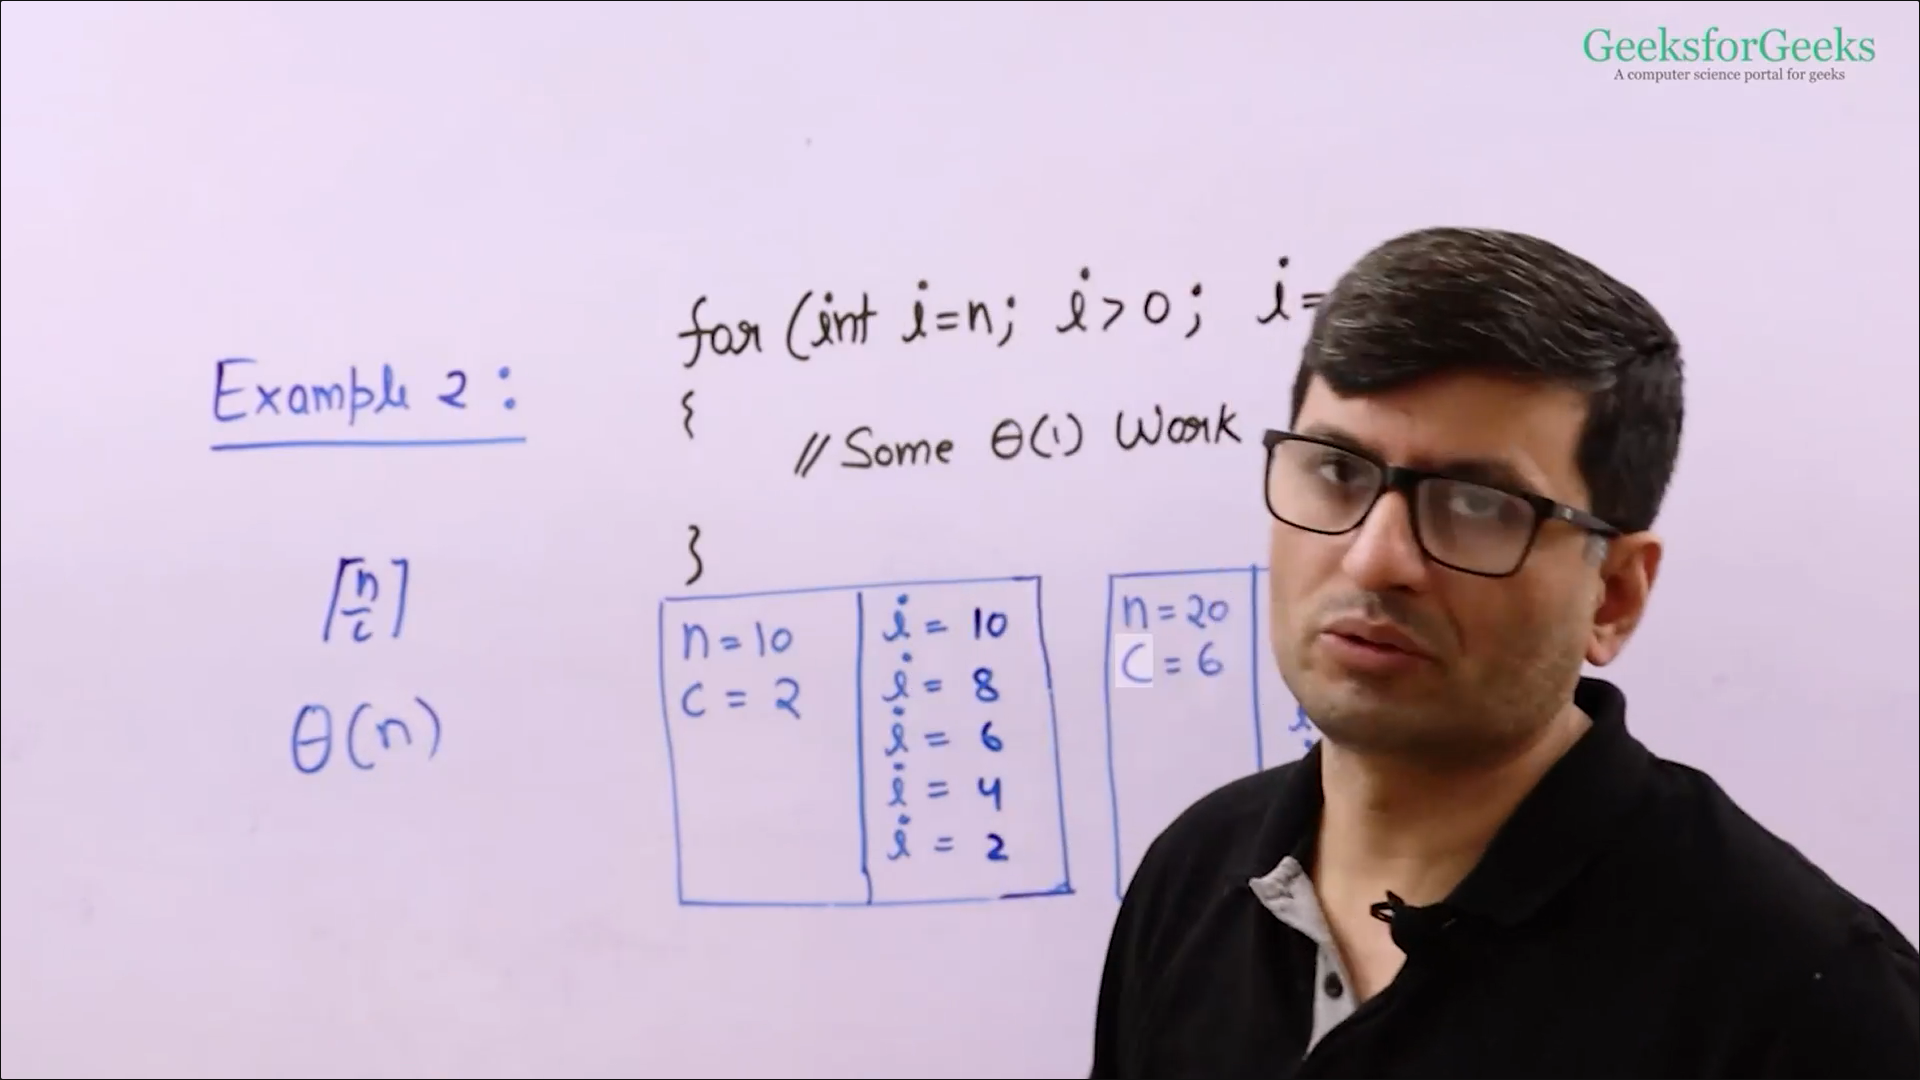 GeeksforGeeks
A computer science portal for geeks
for (int i=n; i>0; i=
Example 2:
{
// Some θ(1) Work
}
⌈n/c⌉
θ(n)
n=10
c = 2
i = 10
i = 8
i = 6
i = 4
i = 2
n=20
C = 6